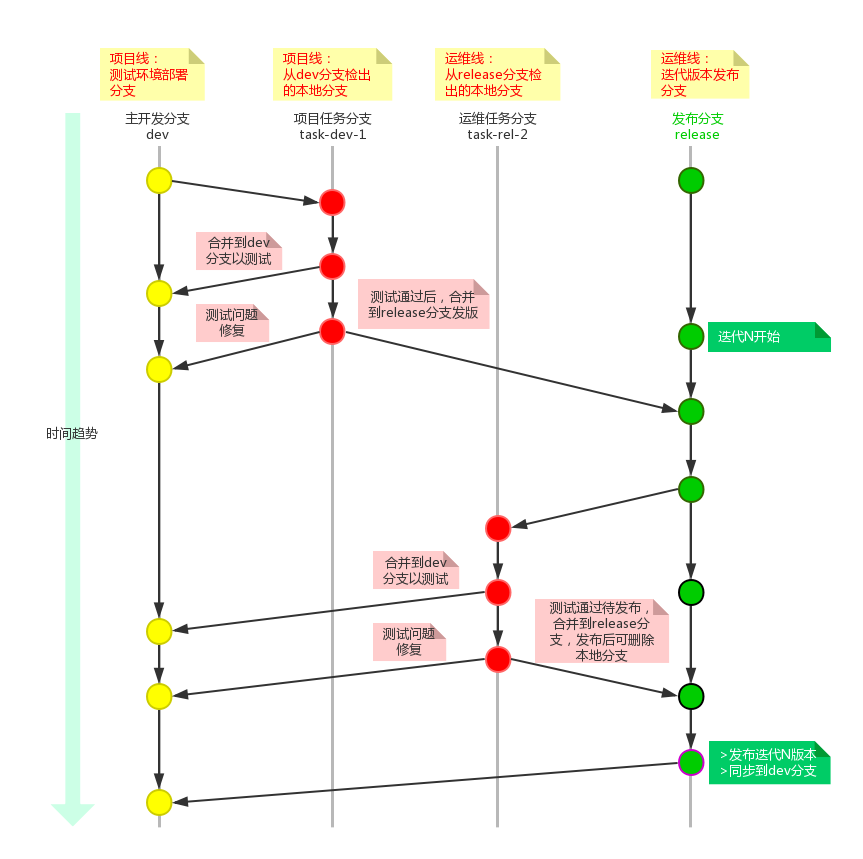 项目线：
测试环境部署
分支
项目线：
从dev分支检出
的本地分支
运维线：
从release分支检
出的本地分支
运维线：
迭代版本发布
分支
主开发分支
dev
项目任务分支
task-dev-1
运维任务分支
task-rel-2
发布分支
release
合并到dev
分支以测试
测试通过后，合并
到release分支发版
测试问题
修复
迭代N开始
时间趋势
合并到dev
分支以测试
测试通过待发布，
合并到release分
支，发布后可删除
本地分支
测试问题
修复
>发布迭代N版本
>同步到dev分支